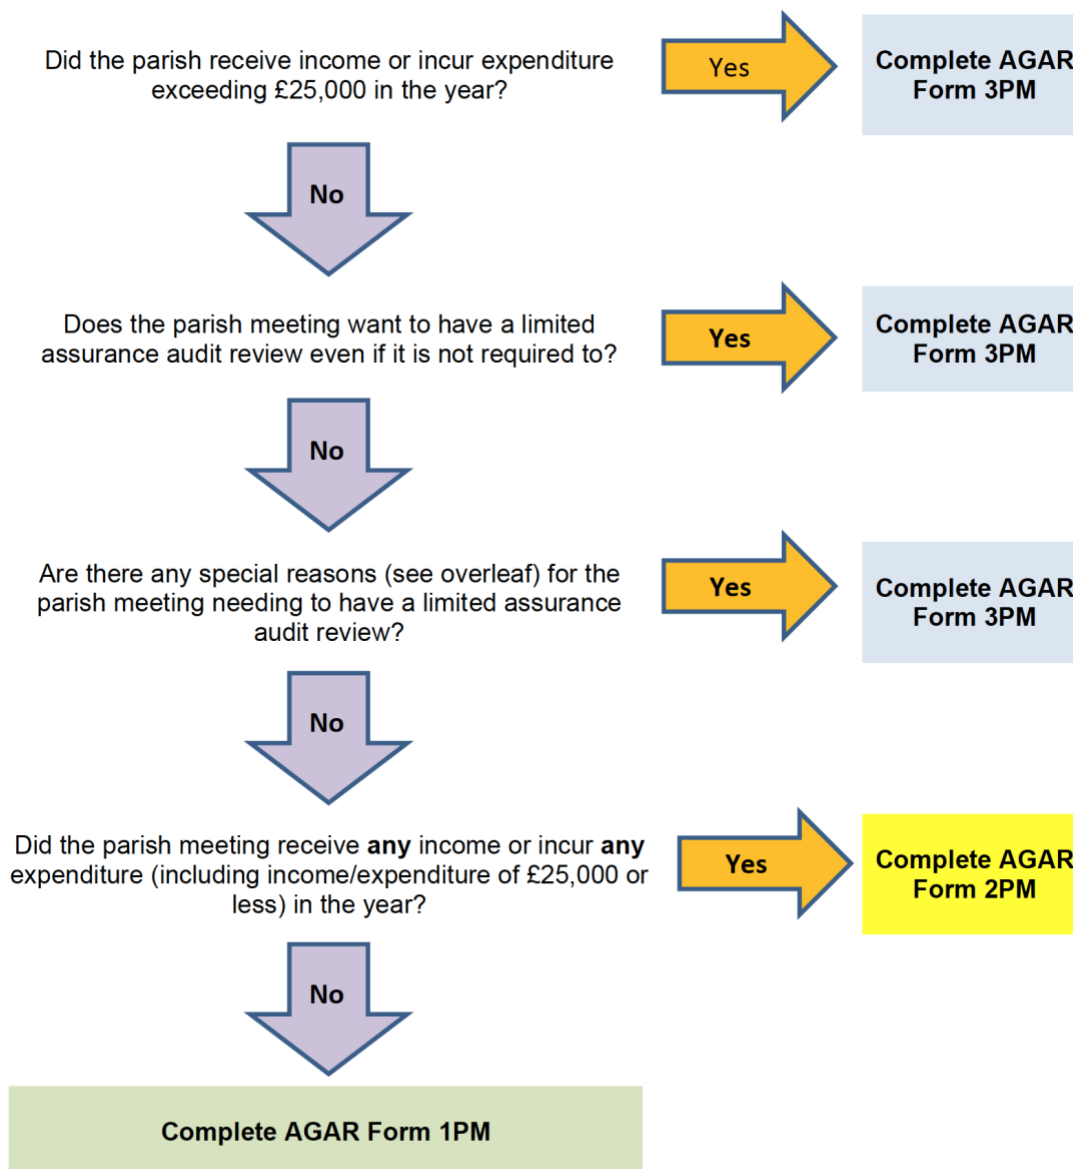 Did the parish receive income or incur expenditure
exceeding £25,000 in the year?
Yes
Complete AGAR
Form 3PM
No
Does the parish meeting want to have a limited
assurance audit review even if it is not required to?
Yes
Complete AGAR
Form 3PM
No
Are there any special reasons (see overleaf) for the
parish meeting needing to have a limited assurance
audit review?
Yes
Complete AGAR
Form 3PM
No
Did the parish meeting receive any income or incur any
expenditure (including income/expenditure of £25,000 or
less) in the year?
Yes
Complete AGAR
Form 2PM
No
Complete AGAR Form 1PM